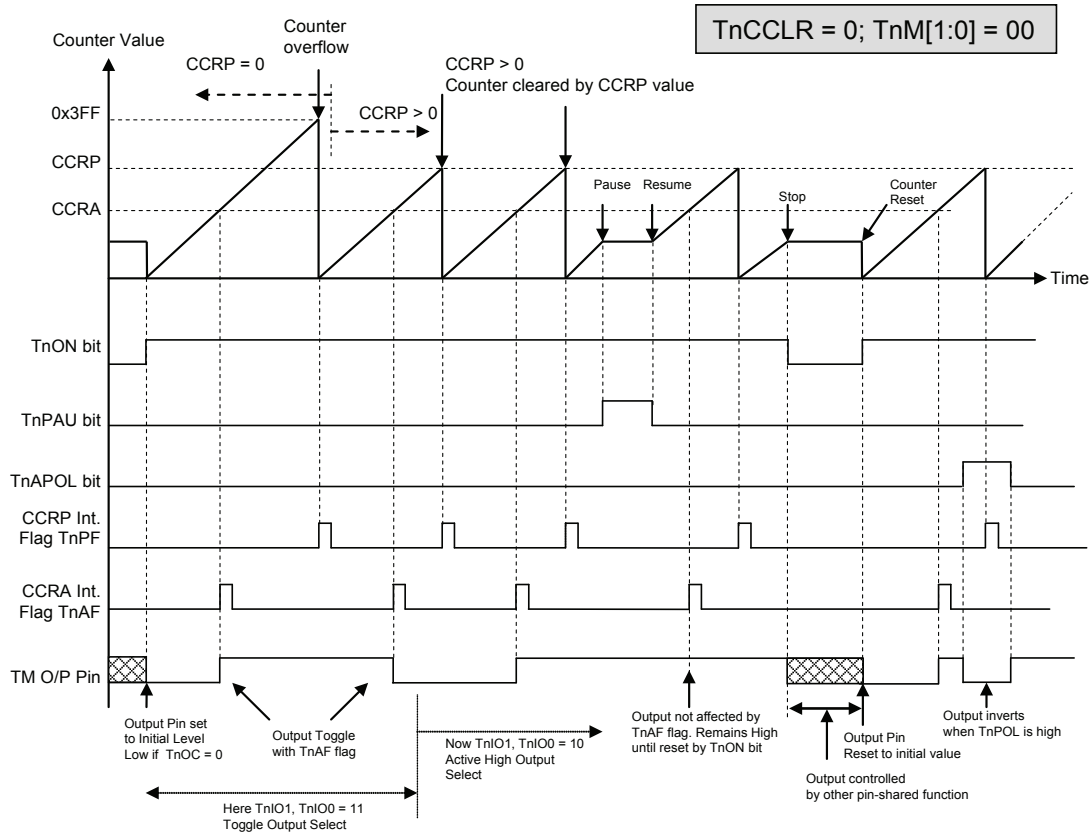 TnCCLR = 0; TnM[1:0] = 00
Counter Value
Counter
overflow
CCRP = 0
CCRP > 0
CCRP > 0
Counter cleared by CCRP value
0x3FF
CCRP
CCRA
Pause
Resume
Stop
Counter
Reset
Time
TnON bit
TnPAU bit
TnAPOL bit
CCRP Int.
Flag TnPF
CCRA Int.
Flag TnAF
TM O/P Pin
Output Pin set
to Initial Level
Low if TnOC = 0
Output Toggle
with TnAF flag
Now TnIO1, TnIO0 = 10
Active High Output
Select
Output not affected by
TnAF flag. Remains High
until reset by TnON bit
Output Pin
Reset to initial value
Output inverts
when TnPOL is high
Output controlled
by other pin-shared function
Here TnIO1, TnIO0 = 11
Toggle Output Select